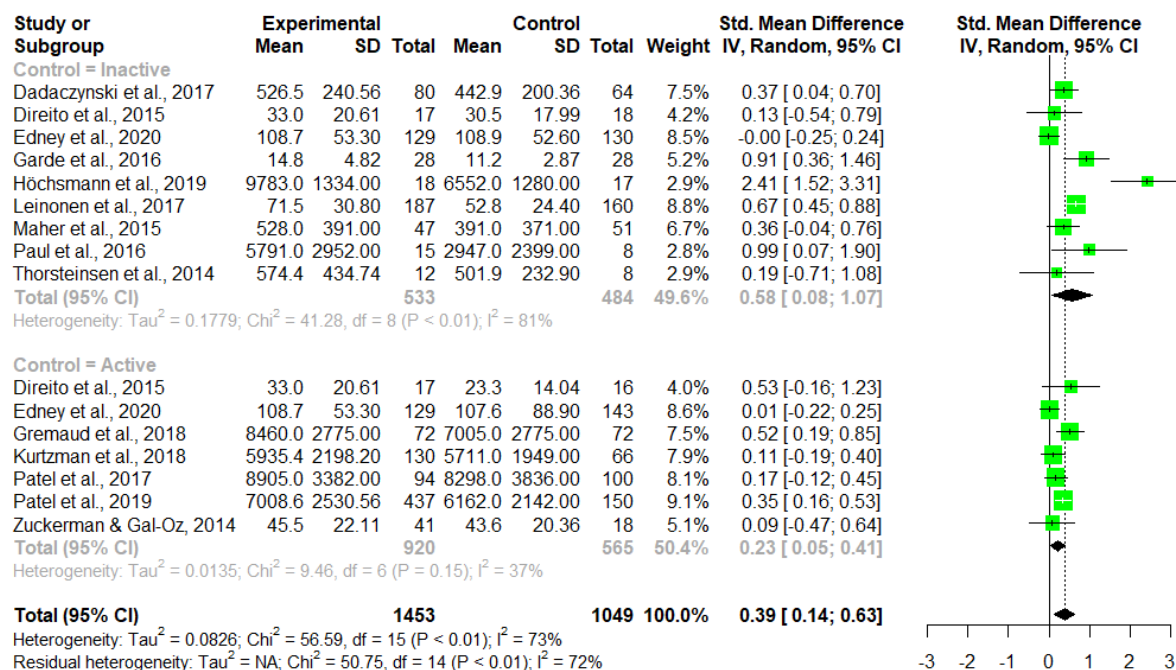 Study or Experimental Control Std. Mean Difference Std. Mean Difference
Subgroup Mean SD Total Mean SD Total Weight IV, Random, 95% CI IV, Random, 95% CI
Control = Inactive
Dadaczynski et al., 2017 526.5 240.56 80 442.9 200.36 64 7.5% 0.37 [ 0.04; 0.70]
Direito et al., 2015 33.0 20.61 17 30.5 17.99 18 4.2% 0.13 [-0.54; 0.79]
Edney et al., 2020 108.7 53.30 129 108.9 52.60 130 8.5% -0.00 [-0.25; 0.24]
Garde et al., 2016 14.8 4.82 28 11.2 2.87 28 5.2% 0.91 [ 0.36; 1.46]
Höchsmann et al., 2019 9783.0 1334.00 18 6552.0 1280.00 17 2.9% 2.41 [ 1.52; 3.31]
Leinonen et al., 2017 71.5 30.80 187 52.8 24.40 160 8.8% 0.67 [ 0.45; 0.88]
Maher et al., 2015 528.0 391.00 47 391.0 371.00 51 6.8% 0.36 [-0.04; 0.76]
Paul et al., 2016 5791.0 2952.00 15 2947.0 2399.00 8 2.8% 0.99 [ 0.07; 1.90]
Thorsteinsen et al., 2014 574.4 434.74 12 501.9 232.90 8 2.9% 0.19 [-0.71; 1.08]
Total (95% CI) 533 484 49.6% 0.58 [ 0.08; 1.07]
Heterogeneity: Tau² = 0.1779; Chi² = 41.28, df = 8 (P < 0.01); I² = 81%
Control = Active
Direito et al., 2015 33.0 20.61 17 23.3 14.04 16 4.0% 0.53 [-0.16; 1.23]
Edney et al., 2020 108.7 53.30 129 107.6 88.90 143 8.6% 0.01 [-0.22; 0.25]
Gremaud et al., 2018 8460.0 2775.00 72 7005.0 2775.00 72 7.5% 0.52 [ 0.19; 0.85]
Kurtzman et al., 2018 5935.4 2198.20 130 5711.0 1949.00 66 7.9% 0.11 [-0.19; 0.40]
Patel et al., 2017 8905.0 3382.00 94 8298.0 3836.00 100 8.1% 0.17 [-0.12; 0.45]
Patel et al., 2019 7008.6 2530.56 437 6162.0 2142.00 150 9.1% 0.35 [ 0.16; 0.53]
Zuckerman & Gal-Oz, 2014 45.5 22.11 41 43.6 20.36 18 5.1% 0.09 [-0.47; 0.64]
Total (95% CI) 920 565 50.4% 0.23 [ 0.05; 0.41]
Heterogeneity: Tau² = 0.0135; Chi² = 9.46, df = 6 (P = 0.15); I² = 37%
Total (95% CI) 1453 1049 100.0% 0.39 [ 0.14; 0.63]
Heterogeneity: Tau² = 0.0826; Chi² = 56.59, df = 15 (P < 0.01); I² = 73%
Residual heterogeneity: Tau² = NA; Chi² = 50.75, df = 14 (P < 0.01); I² = 72%
-3 -2 -1 0 1 2 3